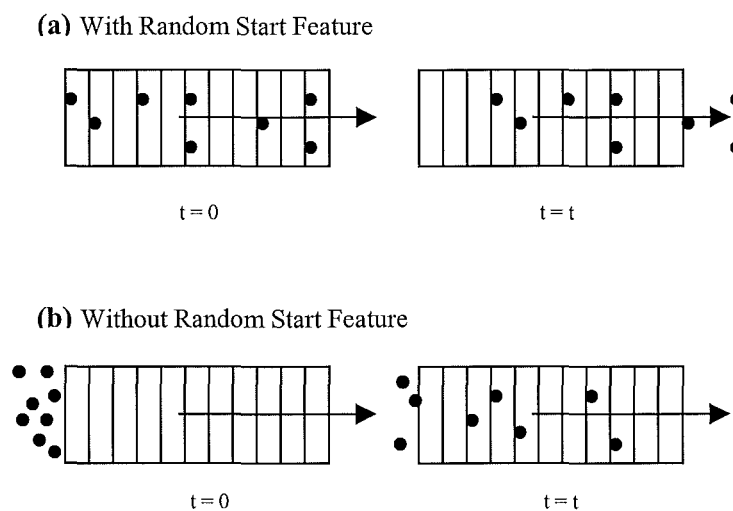 (a) With Random Start Feature
t = 0 t = t
(b) Without Random Start Feature
t = 0 t = t